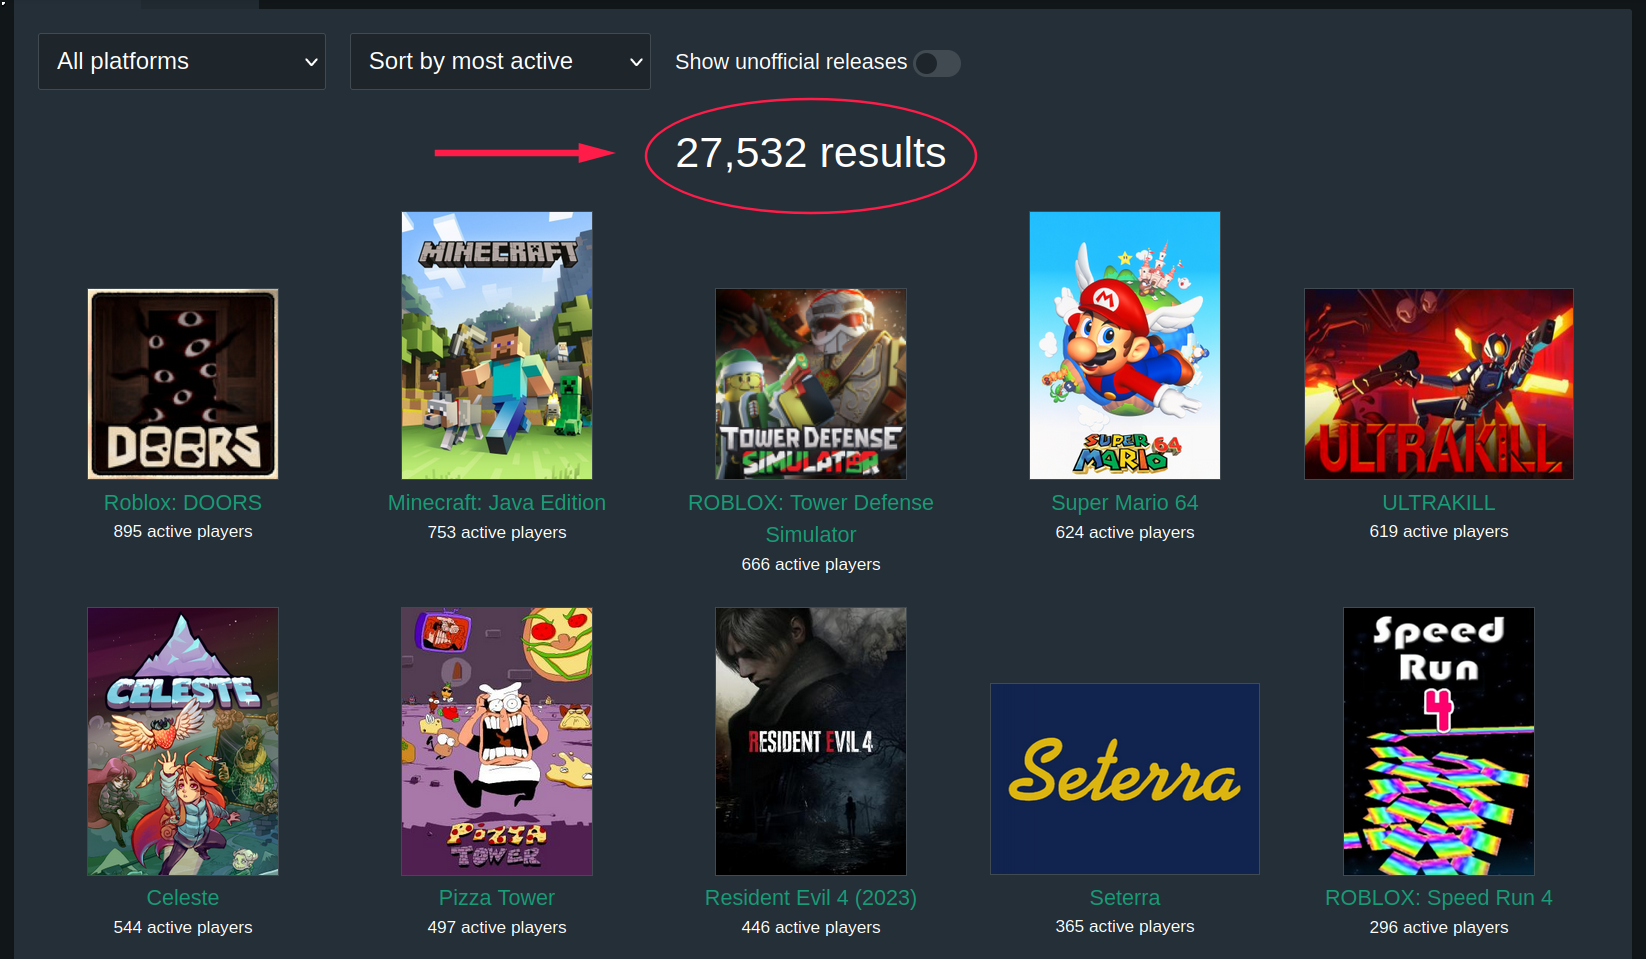 All platforms
Sort by most active
Show unofficial releases
27,532 results
DOORS
MINECRAFT
TOWER DEFENSE
SIMULATOR
SUPER
MARIO 64
ULTRAKILL
Roblox: DOORS
895 active players
Minecraft: Java Edition
753 active players
ROBLOX: Tower Defense
Simulator
666 active players
Super Mario 64
624 active players
ULTRAKILL
619 active players
CELESTE
PIZZA
TOWER
RESIDENT EVIL 4
Seterra
Speed
Run
4
Celeste
544 active players
Pizza Tower
497 active players
Resident Evil 4 (2023)
446 active players
Seterra
365 active players
ROBLOX: Speed Run 4
296 active players